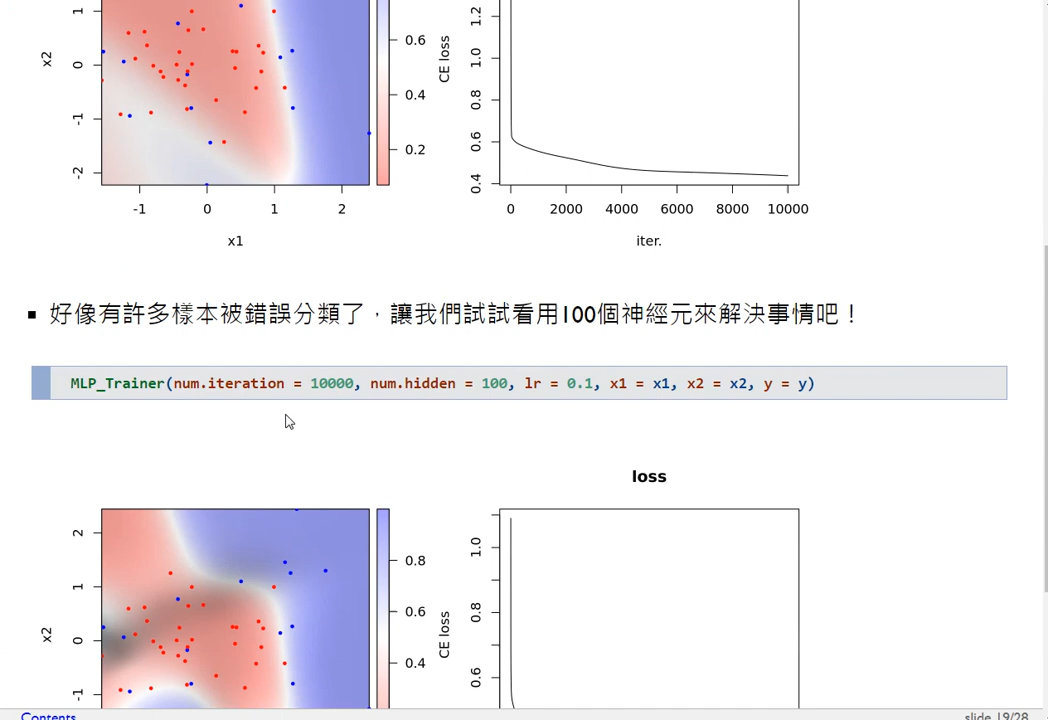 1
0
-1
-2
x2
-1
0
1
2
x1
0.6
0.4
0.2
CE loss
1.2
1.0
0.8
0.6
0.4
0
2000
4000
6000
8000
10000
iter.
好像有許多樣本被錯誤分類了，讓我們試試看用100個神經元來解決事情吧！
MLP_Trainer(num.iteration = 10000, num.hidden = 100, lr = 0.1, x1 = x1, x2 = x2, y = y)
loss
2
1
0
-1
x2
0.8
0.6
0.4
CE loss
1.0
0.8
0.6
Contents
slide 19/28